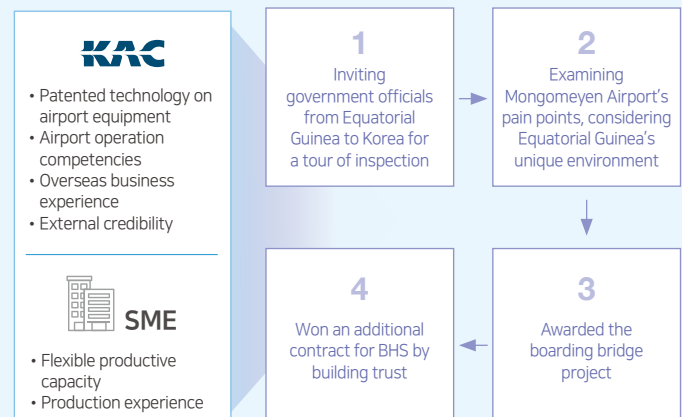 KAC
• Patented technology on
airport equipment
• Airport operation
competencies
• Overseas business
experience
• External credibility
SME
• Flexible productive
capacity
• Production experience
1
Inviting
government officials
from Equatorial
Guinea to Korea for
a tour of inspection
2
Examining
Mongomeyen Airport's
pain points, considering
Equatorial Guinea's
unique environment
3
Awarded the
boarding bridge
project
4
Won an additional
contract for BHS by
building trust